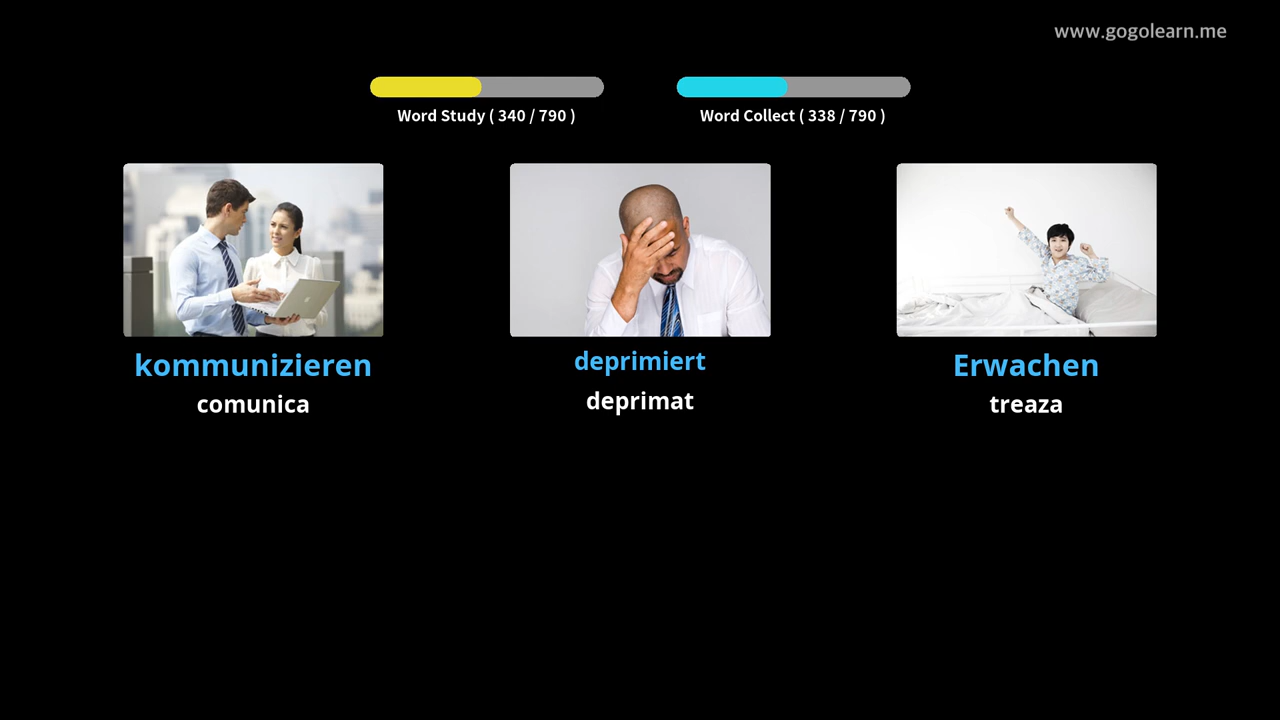 www.gogolearn.me
Word Study ( 340 / 790 )
Word Collect ( 338 / 790 )
kommunizieren
comunica
deprimiert
deprimat
Erwachen
treaza